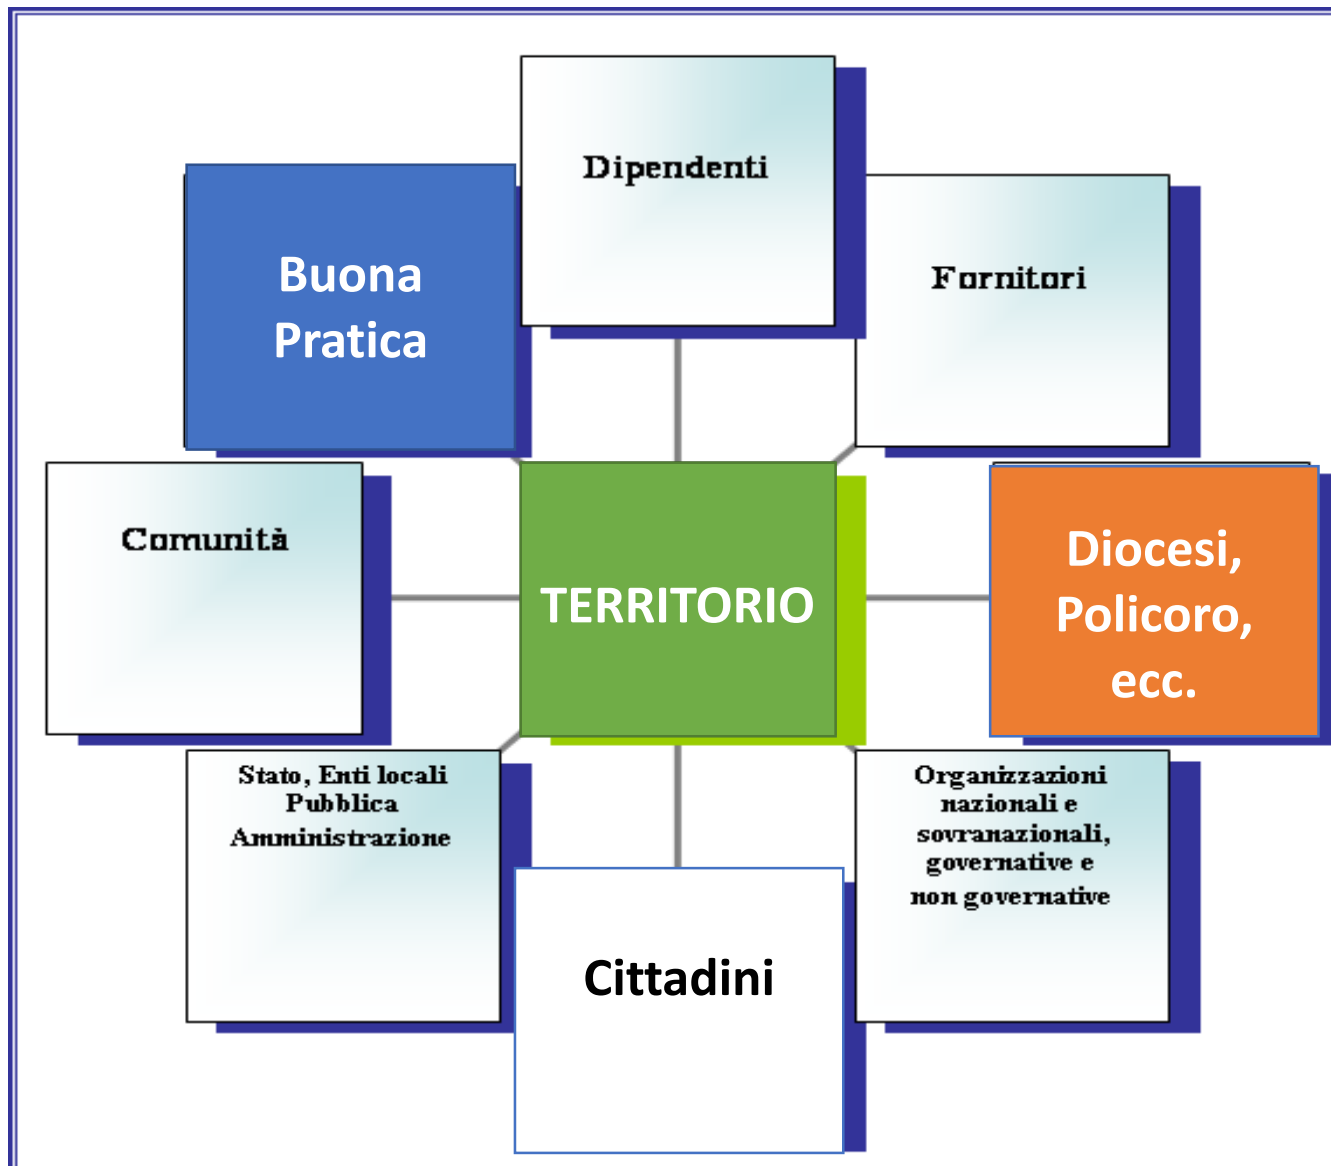 Dipendenti
Buona
Pratica
Fornitori
Comunità
TERRITORIO
Diocesi,
Policoro,
ecc.
Stato, Enti locali
Pubblica
Amministrazione
Organizzazioni
nazionali e
sovranazionali,
governative e
non governative
Cittadini